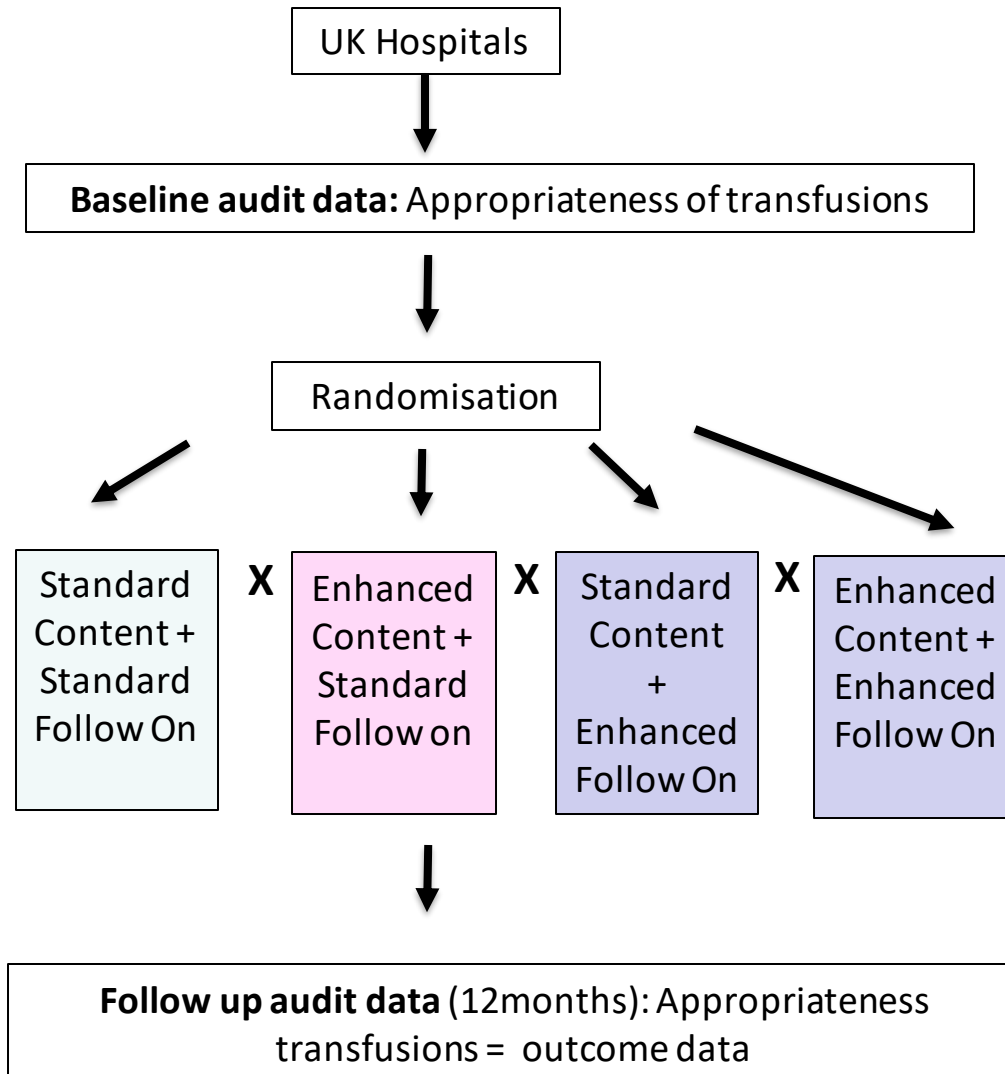 UK Hospitals
Baseline audit data: Appropriateness of transfusions
Randomisation
Standard
Content +
Standard
Follow On
X
Enhanced
Content +
Standard
Follow on
X
Standard
Content
+
Enhanced
Follow On
X
Enhanced
Content +
Enhanced
Follow On
Follow up audit data (12months): Appropriateness
transfusions = outcome data